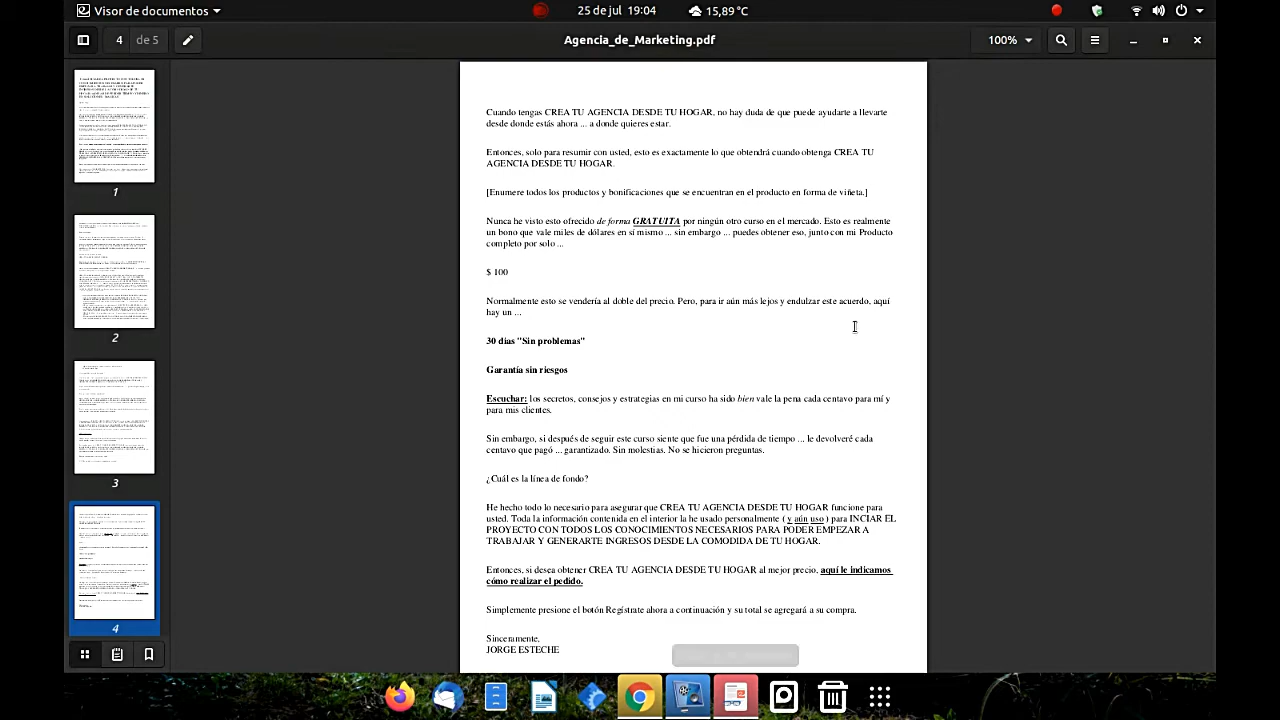 Visor de documentos
25 de jul 19:04
15,89 °C
4 de 5
Agencia_de_Marketing.pdf
100%
1
2
3
4
Cuando tengas CREA TU AGENCIA DESDE TU HOGAR, no hay duda de que puede ayudarte a llevarte
desde donde estás ahora ... a donde quieres estar.
Entonces, solo para resumir con usted, esto es exactamente lo que obtendrá cuando obtenga CREA TU
AGENCIA DESDE TU HOGAR.
[Enumere todos los productos y bonificaciones que se encuentran en el producto en forma de viñeta.]
Nunca he visto esto ofrecido de forma GRATUITA por ningún otro curso en el mercado. Esto es realmente
un bono que vale miles de dólares en sí mismo ... sin embargo ... puedes obtener eso, junto con mi Producto
completo por solo ...
$ 100
Normalmente eso se vendería al doble del precio. Pero, para ir aún más lejos y endulzar este acuerdo, aquí
hay un ...
30 días "Sin problemas"
Garantía sin riesgos
Escuchar: los secretos, consejos y estrategias en mi curso ha sido bien vale la pena cada centavo para mí y
para mis clientes.
Sin embargo, si después de seguir este curso siente que fue una pérdida de tiempo ... le devolveré cada
centavo que pagó ... garantizado. Sin molestias. No se hicieron preguntas.
¿Cuál es la línea de fondo?
He hecho todo lo necesario para asegurar que CREA TU AGENCIA DESDE TU HOGAR funcione para
usted. Toda la información contenida en el interior la he usado personalmente ( y aún uso ) para INCIAR EL
PROYECTO CON TODOS LOS CONOCIMIENTOS NECESARIOS PARA PODER EMPEZAR A
TRABAJAR Y GENERARTE INGRESOS DESDE LA COMODIDA DE TU HOGAR.
Entonces, si desea obtener CREA TU AGENCIA DESDE TU HOGAR al mejor precio, aquí le indicamos
cómo realizar el pedido.
Simplemente presione el botón Regístrate ahora a continuación y su total se agregará a su compra.
Sinceramente,
JORGE ESTECHE